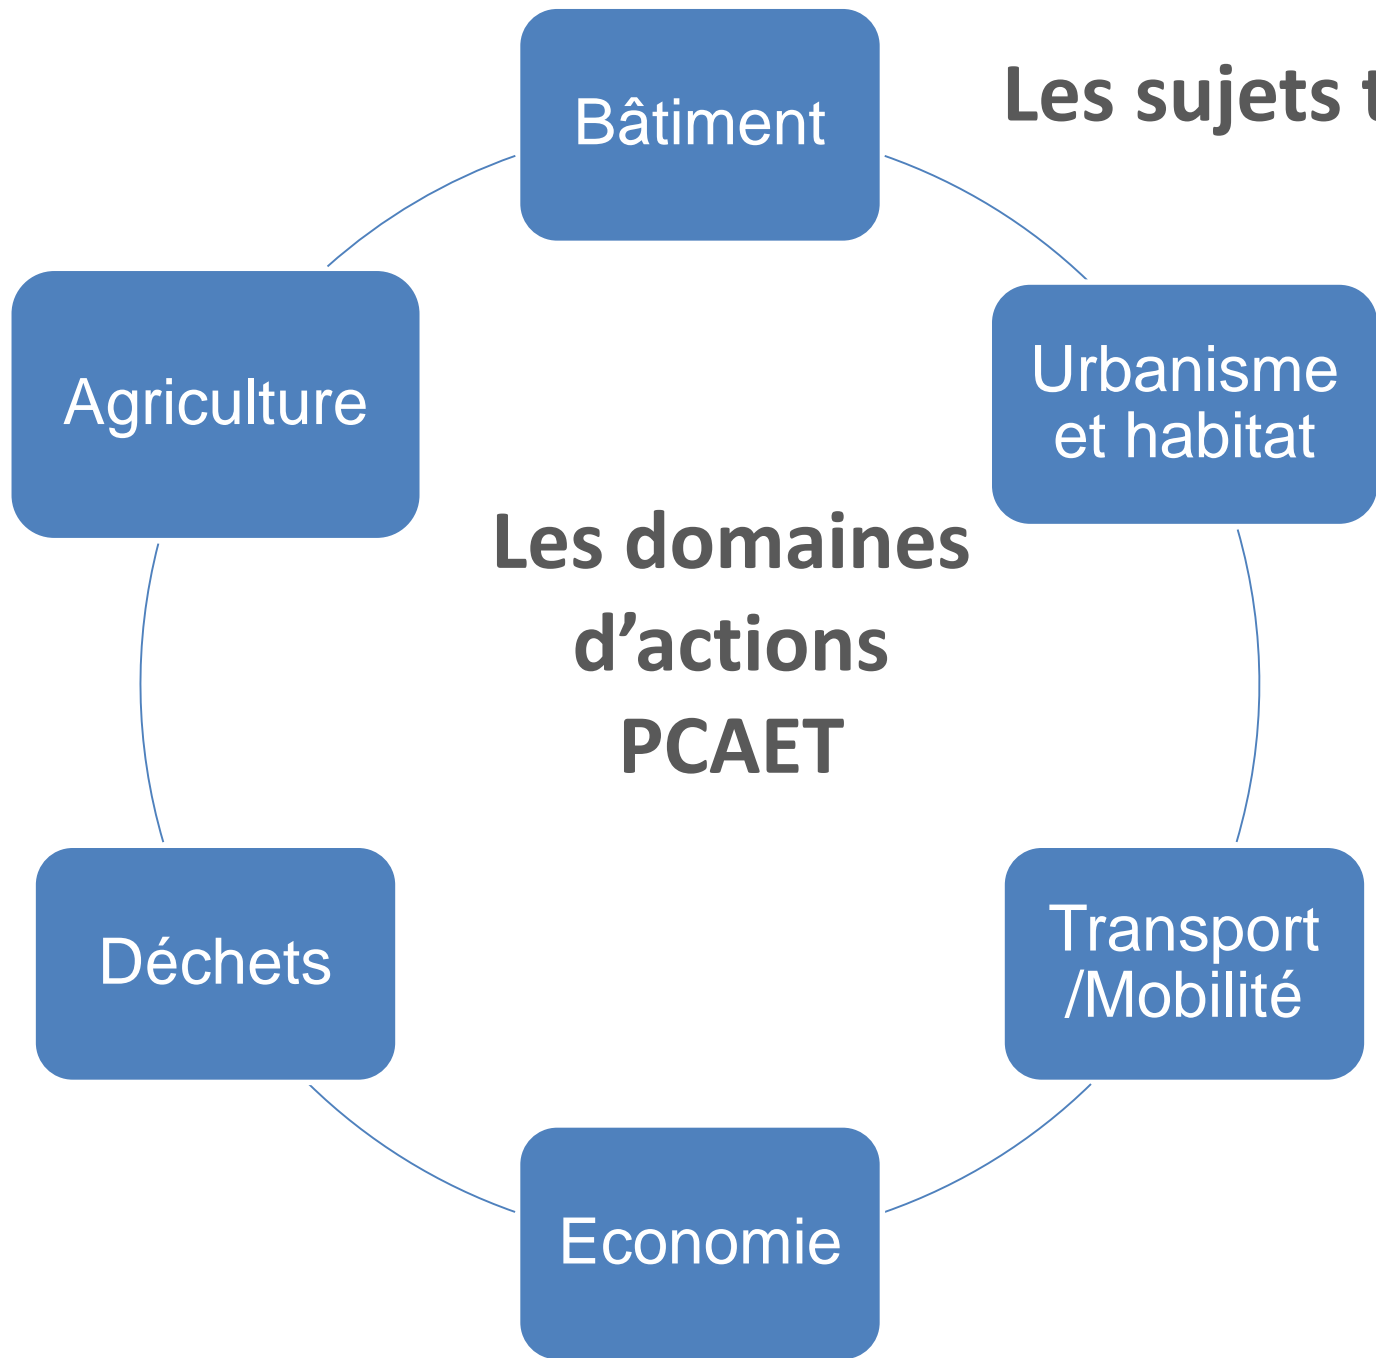 Les sujets
Bâtiment
Urbanisme
et habitat
Agriculture
Les domaines
d’actions
PCAET
Transport
/Mobilité
Déchets
Economie